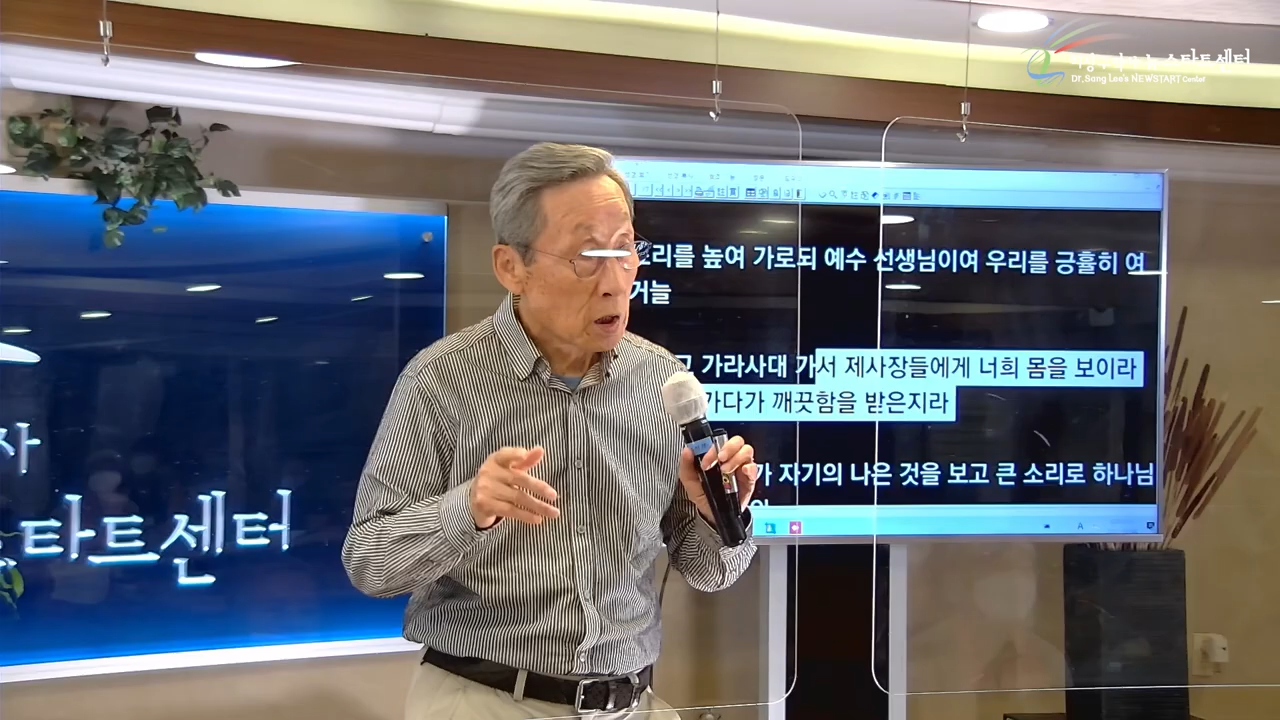 뉴스타트센터
Dr. Sang Lee's NEWSTART Center
소리를 높여 가로되 예수 선생님이여 우리를 긍휼히 여
거늘
고 가라사대 가서 제사장들에게 너희 몸을 보이라
가다가 깨끗함을 받은지라
가 자기의 나은 것을 보고 큰 소리로 하나님
사
스타트센터